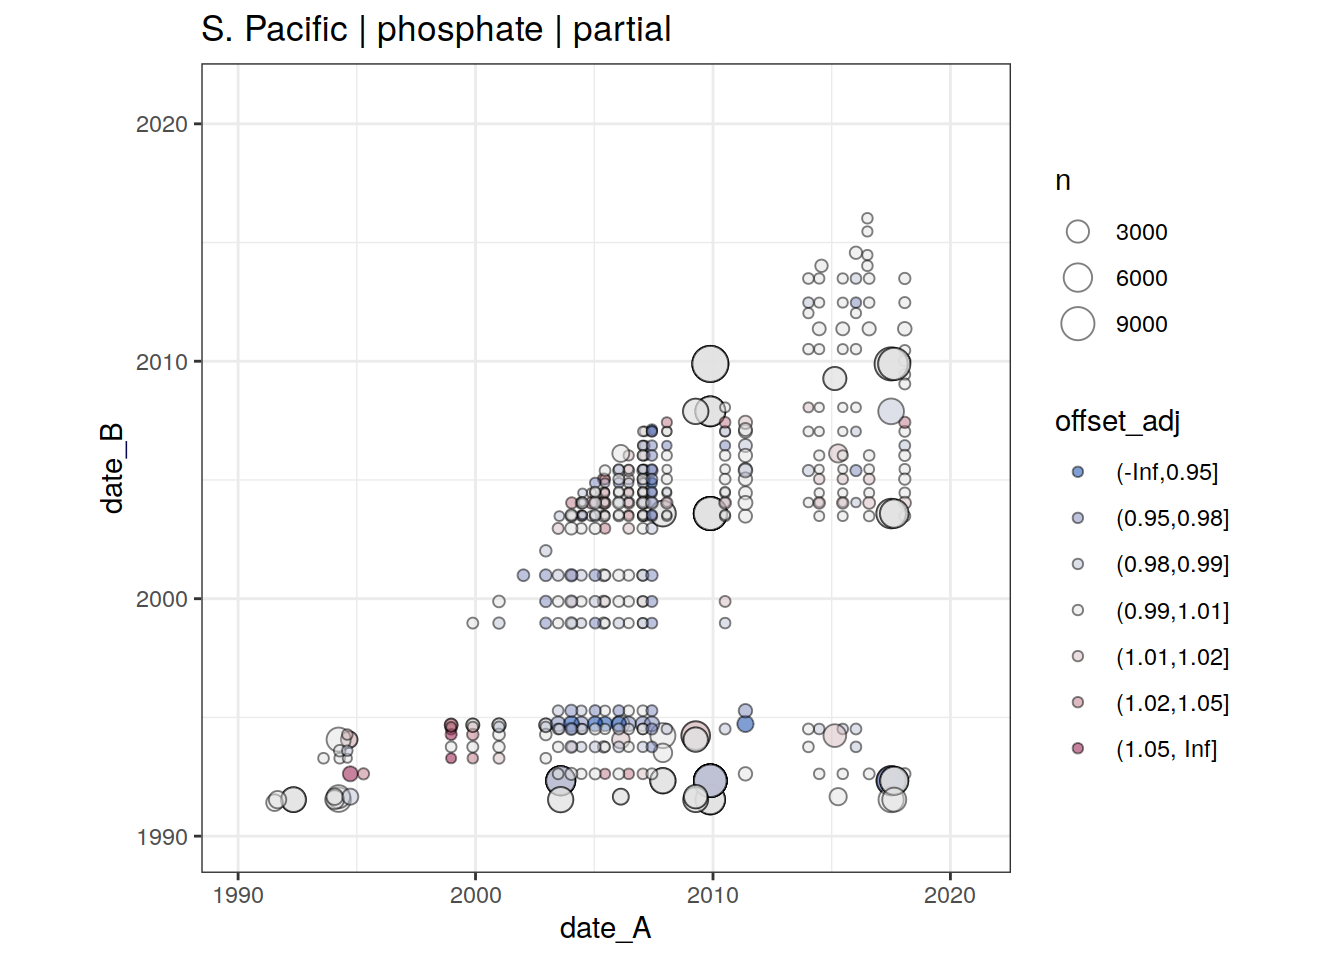 S. Pacific | phosphate | partial
2020
2010
2000
1990
date_B
1990 2000 2010 2020
date_A
n
3000
6000
9000
offset_adj
(-Inf,0.95]
(0.95,0.98]
(0.98,0.99]
(0.99,1.01]
(1.01,1.02]
(1.02,1.05]
(1.05, Inf]